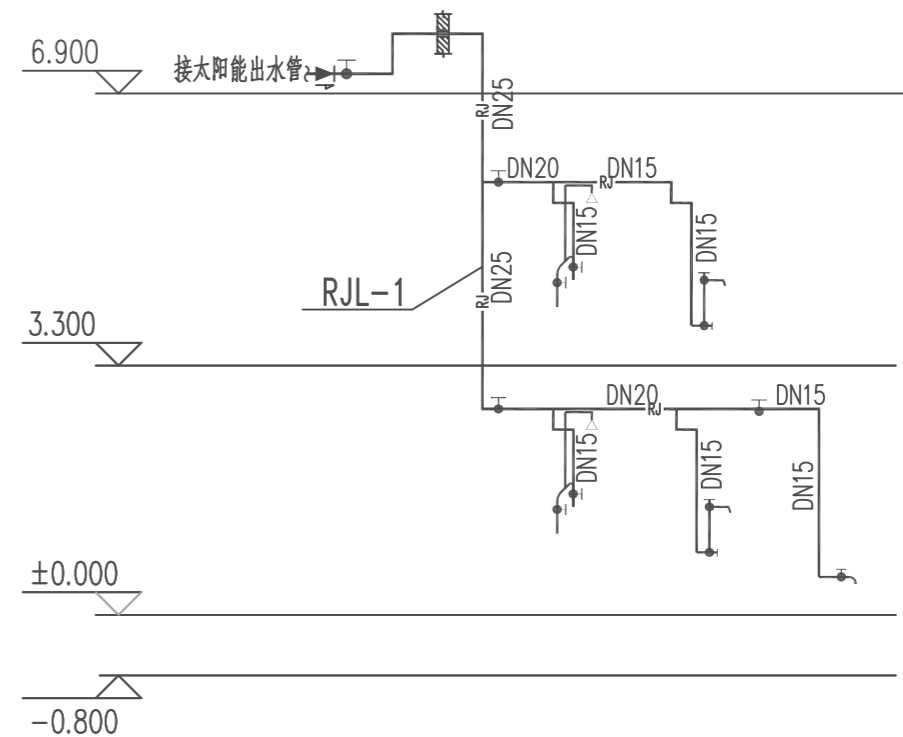 6.900
接太阳能出水管
RJ
DN25
DN20
DN15
RJ
DN15
DN15
RJL-1
RJ
DN25
3.300
DN20
RJ
DN15
DN15
DN15
DN15
±0.000
-0.800